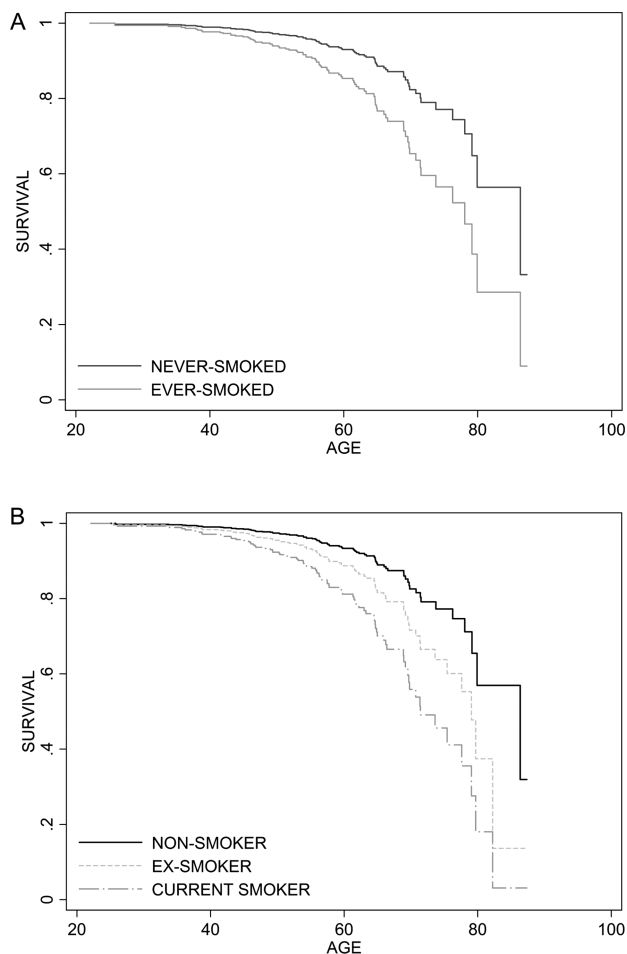 A
1
.8
.6
.4
.2
0
SURVIVAL
NEVER-SMOKED
EVER-SMOKED
20 40 60 80 100
AGE
B
1
.8
.6
.4
.2
0
SURVIVAL
NON-SMOKER
EX-SMOKER
CURRENT SMOKER
20 40 60 80 100
AGE